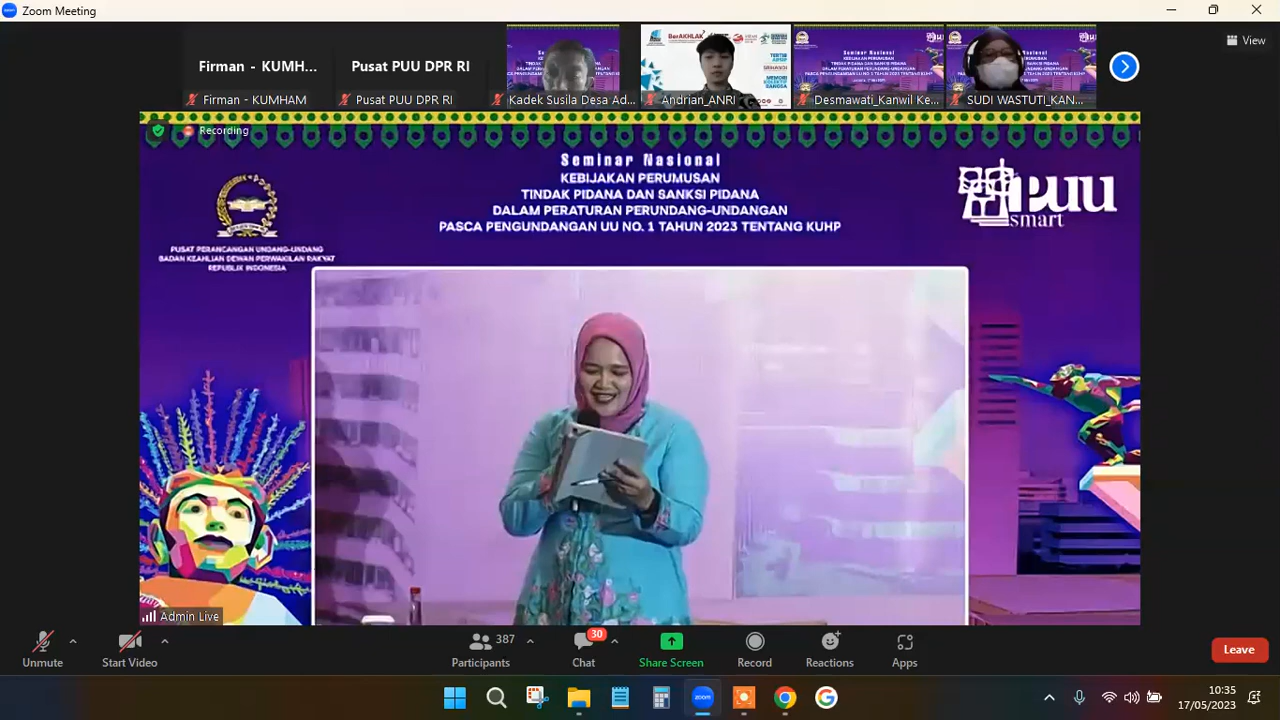 Zoom Meeting
View
Firman - KUMH...
Firman - KUMHAM
Pusat PUU DPR RI
Pusat PUU DPR RI
Kadek Susila Desa Ad...
BerAKHLAK
Andrian_ANRI
Desmawati_Kanwil Ke...
SUDI WASTUTI_KAN...
Recording
Seminar Nasional
KEBIJAKAN PERUMUSAN
TINDAK PIDANA DAN SANKSI PIDANA
DALAM PERATURAN PERUNDANG-UNDANGAN
PASCA PENGUNDANGAN UU NO. 1 TAHUN 2023 TENTANG KUHP
PUSAT PERANCANGAN UNDANG-UNDANG
BADAN KEAHLIAN DEWAN PERWAKILAN RAKYAT
REPUBLIK INDONESIA
PUU
smart
Admin Live
Unmute
Start Video
387
Participants
30
Chat
Share Screen
Record
Reactions
Apps
Leave
10:35
17/05/2023